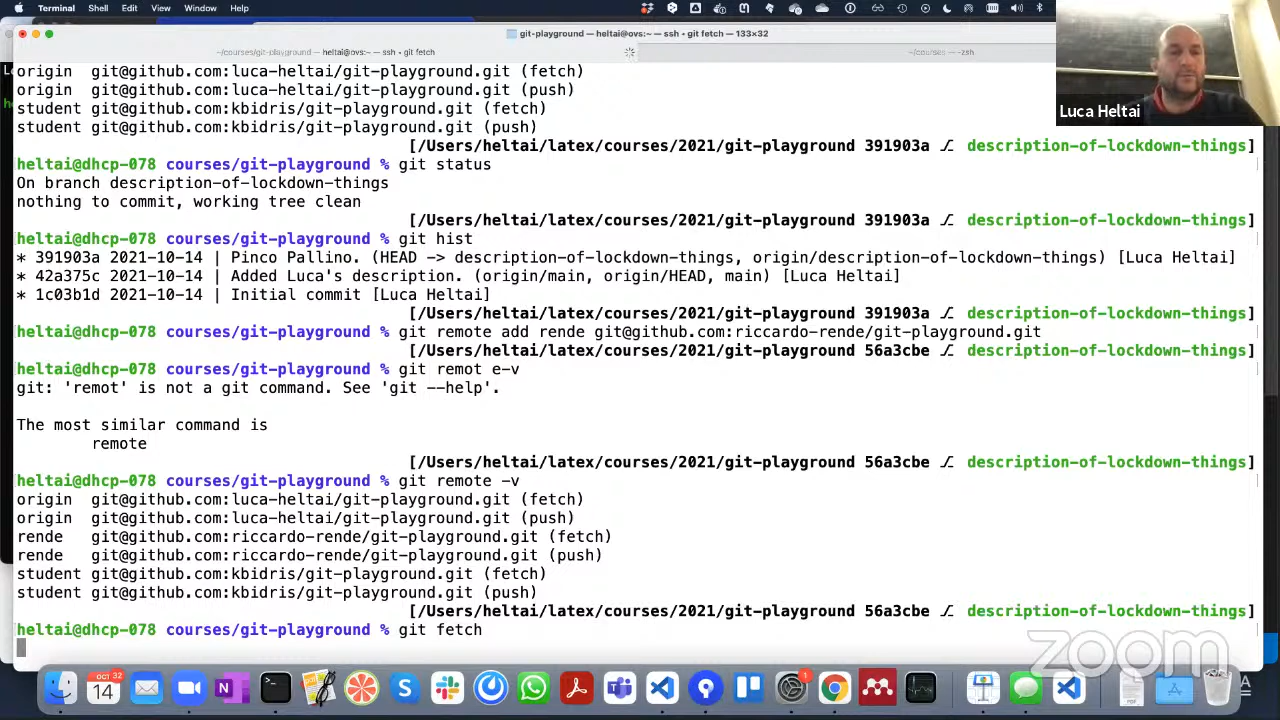 Terminal Shell Edit View Window Help
git-playground — heltai@ovs:~ — ssh • git fetch — 133×32
~/courses/git-playground — heltai@ovs:~ — ssh • git fetch
~/courses — -zsh
origin  git@github.com:luca-heltai/git-playground.git (fetch)
origin  git@github.com:luca-heltai/git-playground.git (push)
student git@github.com:kbidris/git-playground.git (fetch)
student git@github.com:kbidris/git-playground.git (push)
[/Users/heltai/latex/courses/2021/git-playground 391903a ⎇ description-of-lockdown-things]
heltai@dhcp-078 courses/git-playground % git status
On branch description-of-lockdown-things
nothing to commit, working tree clean
[/Users/heltai/latex/courses/2021/git-playground 391903a ⎇ description-of-lockdown-things]
heltai@dhcp-078 courses/git-playground % git hist
* 391903a 2021-10-14 | Pinco Pallino. (HEAD -> description-of-lockdown-things, origin/description-of-lockdown-things) [Luca Heltai]
* 42a375c 2021-10-14 | Added Luca's description. (origin/main, origin/HEAD, main) [Luca Heltai]
* 1c03b1d 2021-10-14 | Initial commit [Luca Heltai]
[/Users/heltai/latex/courses/2021/git-playground 391903a ⎇ description-of-lockdown-things]
heltai@dhcp-078 courses/git-playground % git remote add rende git@github.com:riccardo-rende/git-playground.git
[/Users/heltai/latex/courses/2021/git-playground 56a3cbe ⎇ description-of-lockdown-things]
heltai@dhcp-078 courses/git-playground % git remot e-v
git: 'remot' is not a git command. See 'git --help'.
The most similar command is
remote
[/Users/heltai/latex/courses/2021/git-playground 56a3cbe ⎇ description-of-lockdown-things]
heltai@dhcp-078 courses/git-playground % git remote -v
origin  git@github.com:luca-heltai/git-playground.git (fetch)
origin  git@github.com:luca-heltai/git-playground.git (push)
rende   git@github.com:riccardo-rende/git-playground.git (fetch)
rende   git@github.com:riccardo-rende/git-playground.git (push)
student git@github.com:kbidris/git-playground.git (fetch)
student git@github.com:kbidris/git-playground.git (push)
[/Users/heltai/latex/courses/2021/git-playground 56a3cbe ⎇ description-of-lockdown-things]
heltai@dhcp-078 courses/git-playground % git fetch
Luca Heltai
zoom
OCT 32
14
1